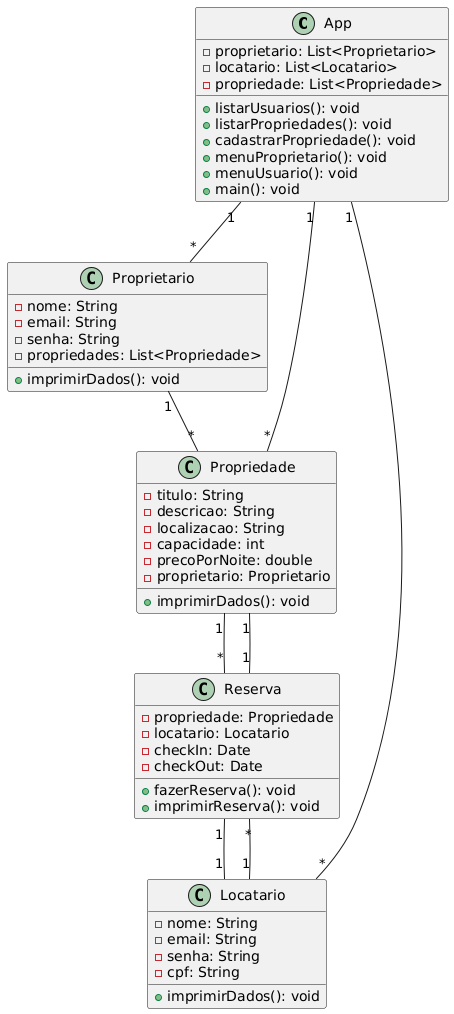 C App
proprietario: List<Proprietario>
locatario: List<Locatario>
propriedade: List<Propriedade>
listarUsuarios(): void
listarPropriedades(): void
cadastrarPropriedade(): void
menuProprietario(): void
menuUsuario(): void
main(): void
1 1 1
*
C Proprietario
nome: String
email: String
senha: String
propriedades: List<Propriedade>
imprimirDados(): void
1
* *
C Propriedade
titulo: String
descricao: String
localizacao: String
capacidade: int
precoPorNoite: double
proprietario: Proprietario
imprimirDados(): void
1 1
* 1
C Reserva
propriedade: Propriedade
locatario: Locatario
checkIn: Date
checkOut: Date
fazerReserva(): void
imprimirReserva(): void
1 *
1 1 *
C Locatario
nome: String
email: String
senha: String
cpf: String
imprimirDados(): void